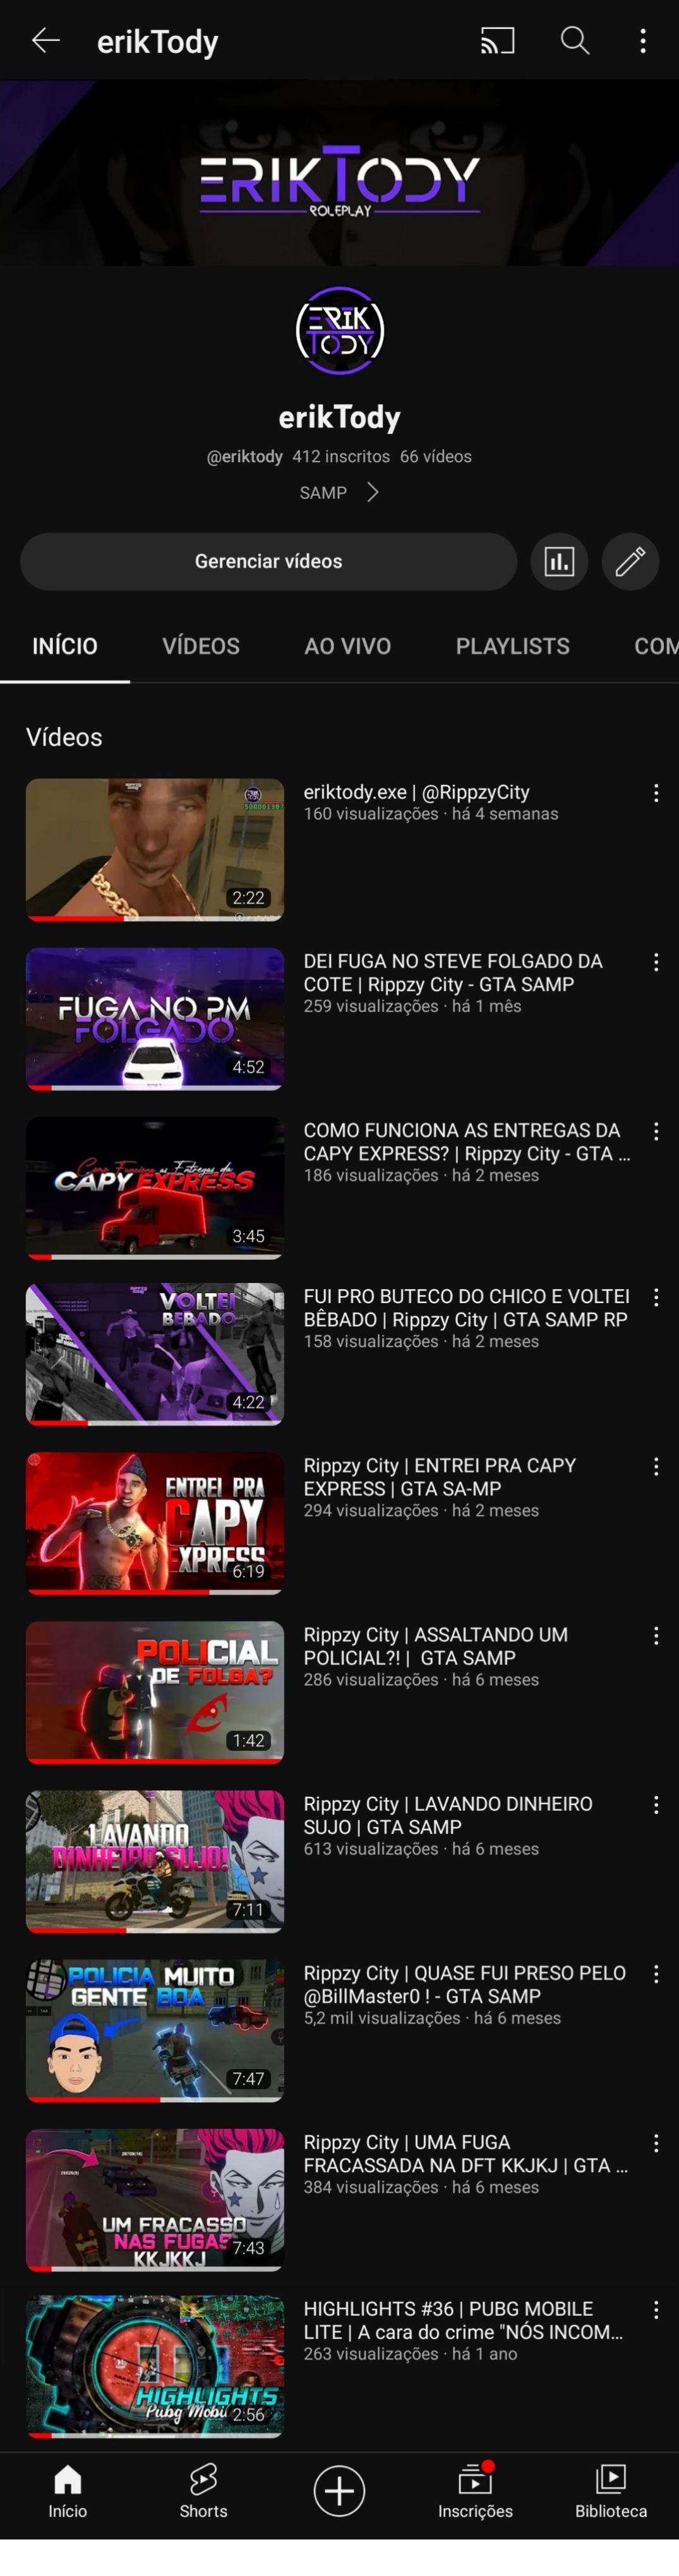 erikTody
ERIKTODY
ROLEPLAY
ERIK
TODY
erikTody
@eriktody 412 inscritos 66 vídeos
SAMP
Gerenciar vídeos
INÍCIO VÍDEOS AO VIVO PLAYLISTS COM
Vídeos
2:22
eriktody.exe | @RippzyCity
160 visualizações · há 4 semanas
FUGA NO PM
FOLGADO
4:52
DEI FUGA NO STEVE FOLGADO DA
COTE | Rippzy City - GTA SAMP
259 visualizações · há 1 mês
Como Funciona as Entregas da
CAPY EXPRESS
3:45
COMO FUNCIONA AS ENTREGAS DA
CAPY EXPRESS? | Rippzy City - GTA ...
186 visualizações · há 2 meses
VOLTEI
BEBADO
4:22
FUI PRO BUTECO DO CHICO E VOLTEI
BÊBADO | Rippzy City | GTA SAMP RP
158 visualizações · há 2 meses
ENTREI PRA
CAPY
XPRESS
6:19
Rippzy City | ENTREI PRA CAPY
EXPRESS | GTA SA-MP
294 visualizações · há 2 meses
POLICIAL
DE FOLGA?
1:42
Rippzy City | ASSALTANDO UM
POLICIAL?! | GTA SAMP
286 visualizações · há 6 meses
LAVANDO
DINHEIRO SUJO!
7:11
Rippzy City | LAVANDO DINHEIRO
SUJO | GTA SAMP
613 visualizações · há 6 meses
POLICIA MUITO
GENTE BOA
7:47
Rippzy City | QUASE FUI PRESO PELO
@BillMaster0 ! - GTA SAMP
5,2 mil visualizações · há 6 meses
UM FRACASSO
NAS FUGAS
KKJKKJ
7:43
Rippzy City | UMA FUGA
FRACASSADA NA DFT KKJKJ | GTA ...
384 visualizações · há 6 meses
HIGHLIGHTS
Pubg Mobil
2:56
HIGHLIGHTS #36 | PUBG MOBILE
LITE | A cara do crime "NÓS INCOM...
263 visualizações · há 1 ano
Início Shorts Inscrições Biblioteca